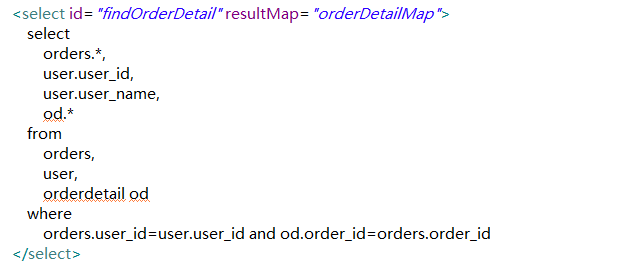 <select id="findOrderDetail" resultMap="orderDetailMap">
select
orders.*,
user.user_id,
user.user_name,
od.*
from
orders,
user,
orderdetail od
where
orders.user_id=user.user_id and od.order_id=orders.order_id
</select>